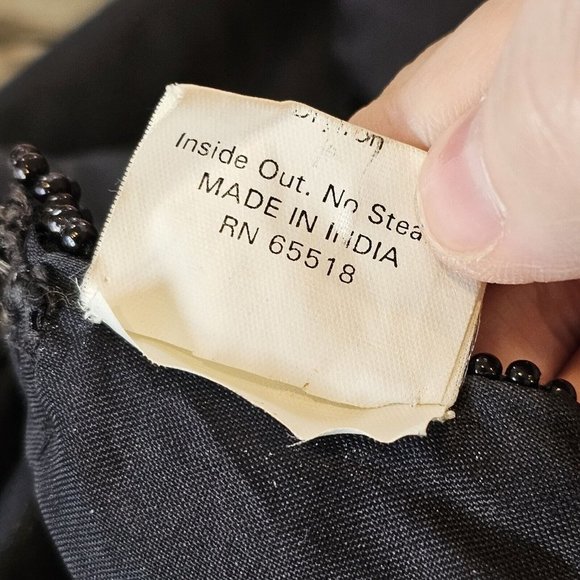 Inside Out. No Stea
MADE IN INDIA
RN 65518